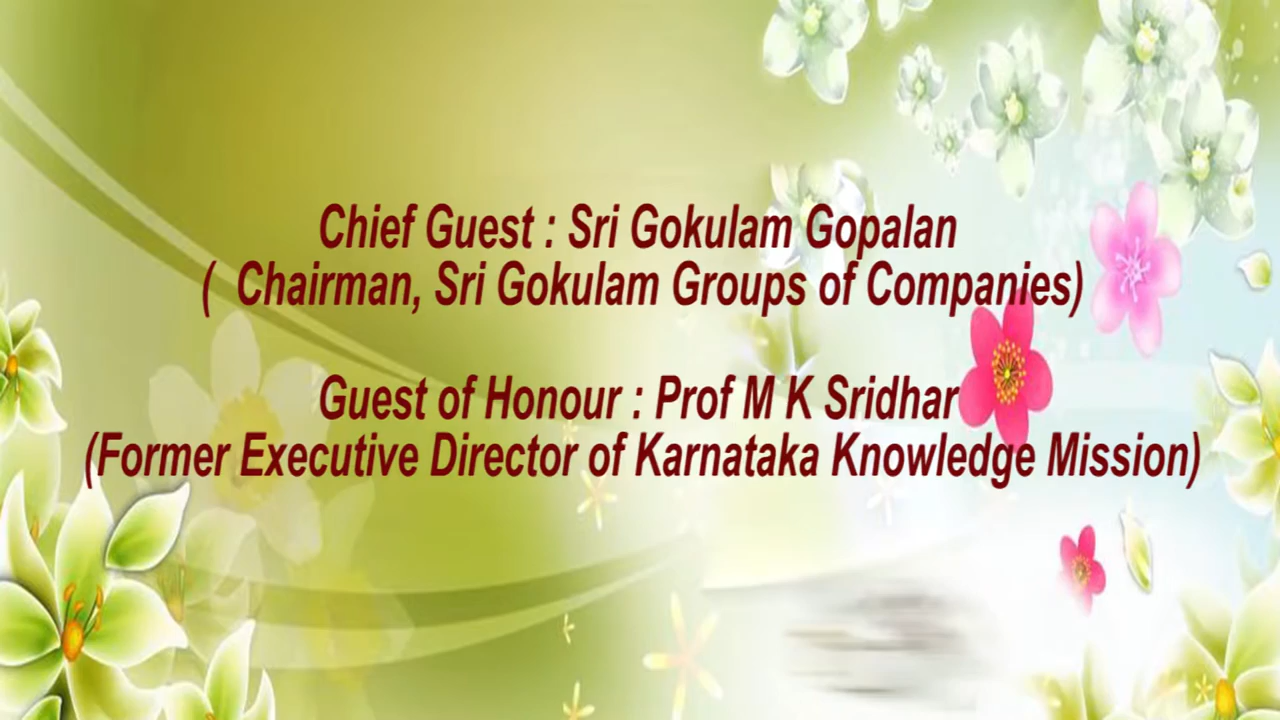 Chief Guest : Sri Gokulam Gopalan
( Chairman, Sri Gokulam Groups of Companies)
Guest of Honour : Prof M K Sridhar
(Former Executive Director of Karnataka Knowledge Mission)